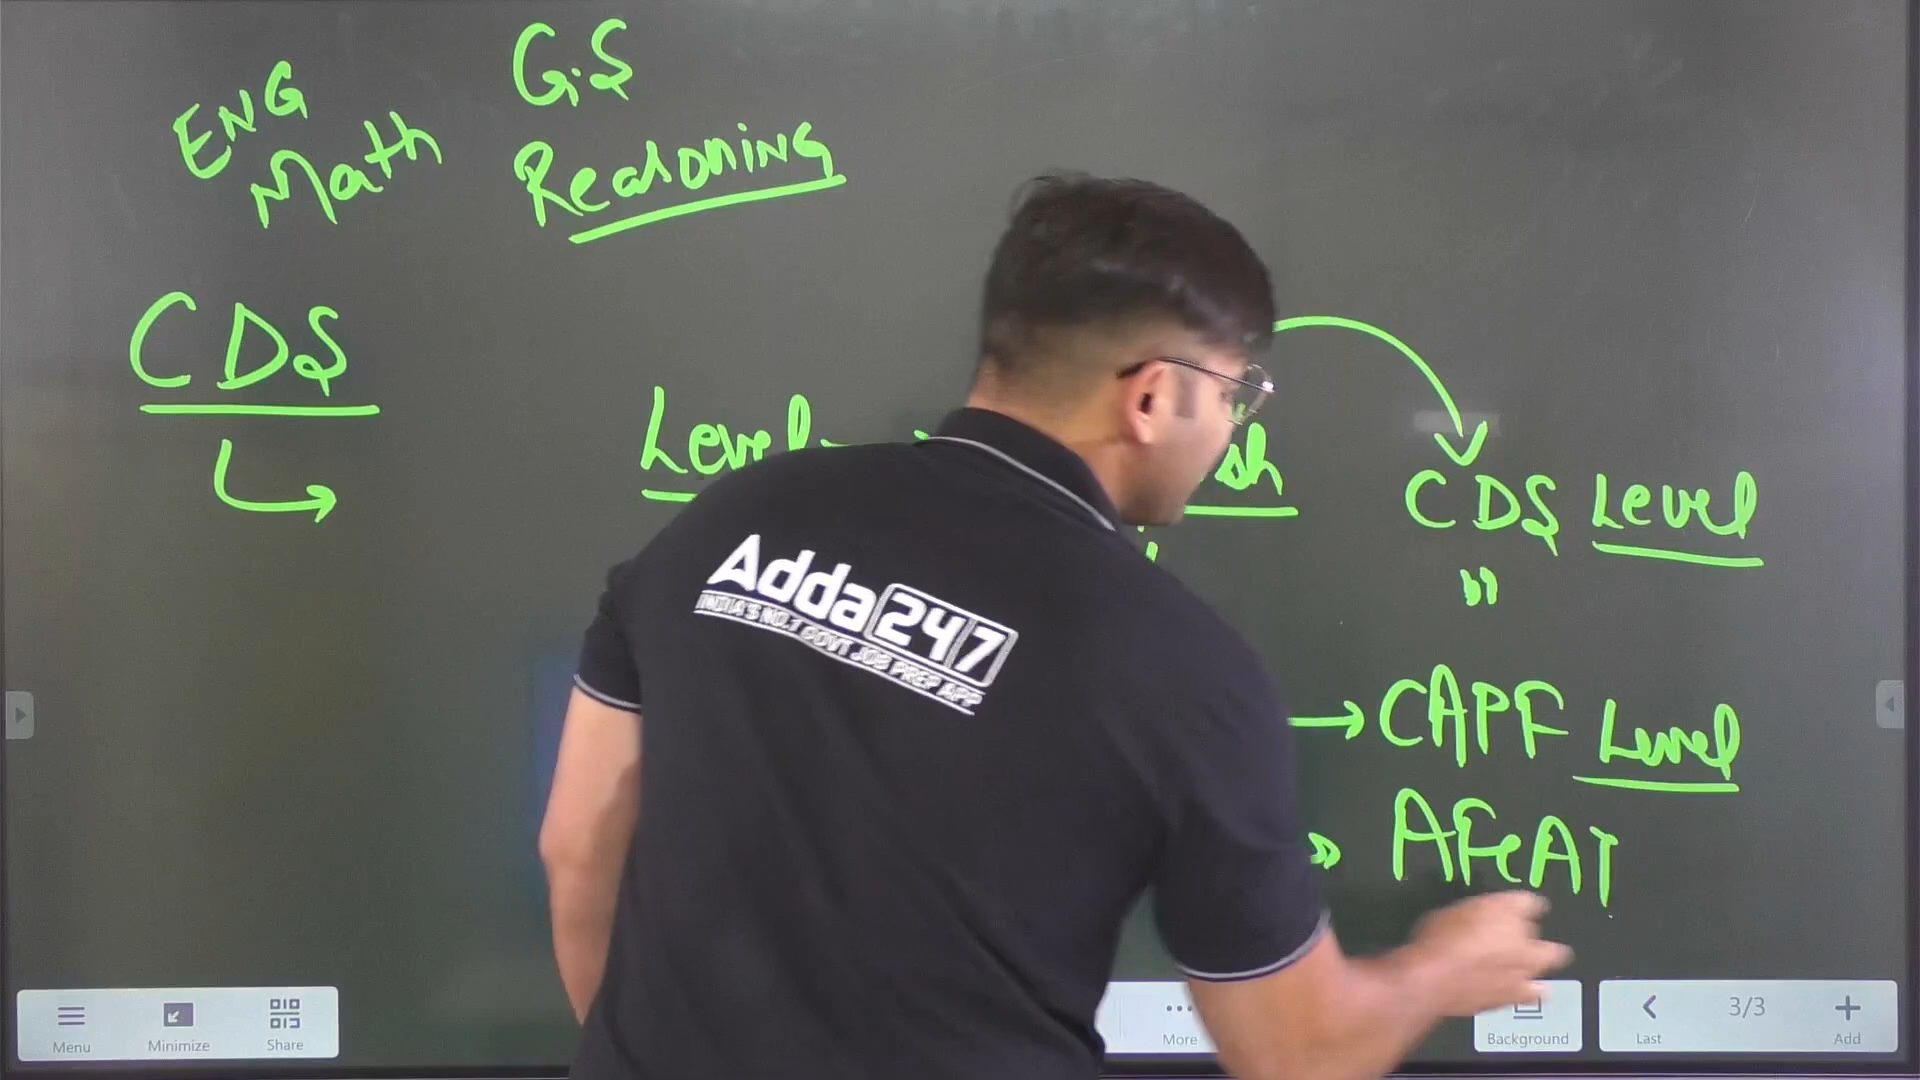 G.S
ENG
Math
Reasoning
CDS
Level
CDS Level
"
CAPF Level
AFCAT
Adda247
INDIA'S NO.1 GOVT JOB PREP APP
Menu
Minimize
Share
More
Background
Last
3/3
Add